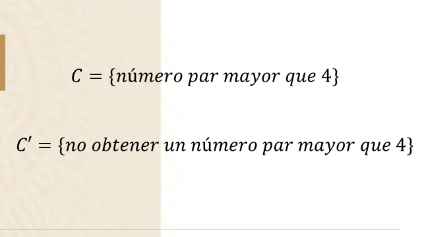 C = {número par mayor que 4}
C′ = {no obtener un número par mayor que 4}